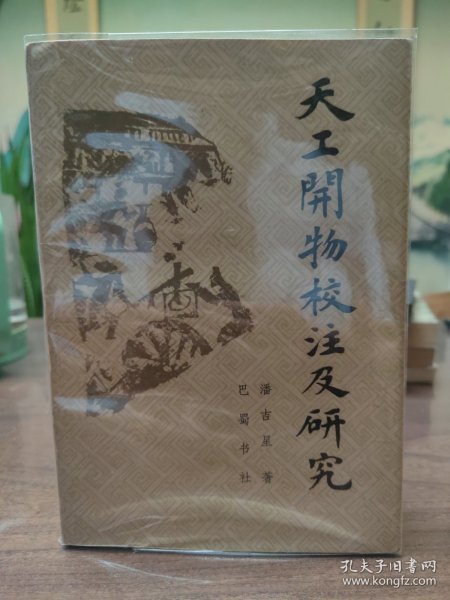 天工開物校注及研究
潘吉星 著
巴蜀书社
孔夫子旧书网
www.kongfz.com